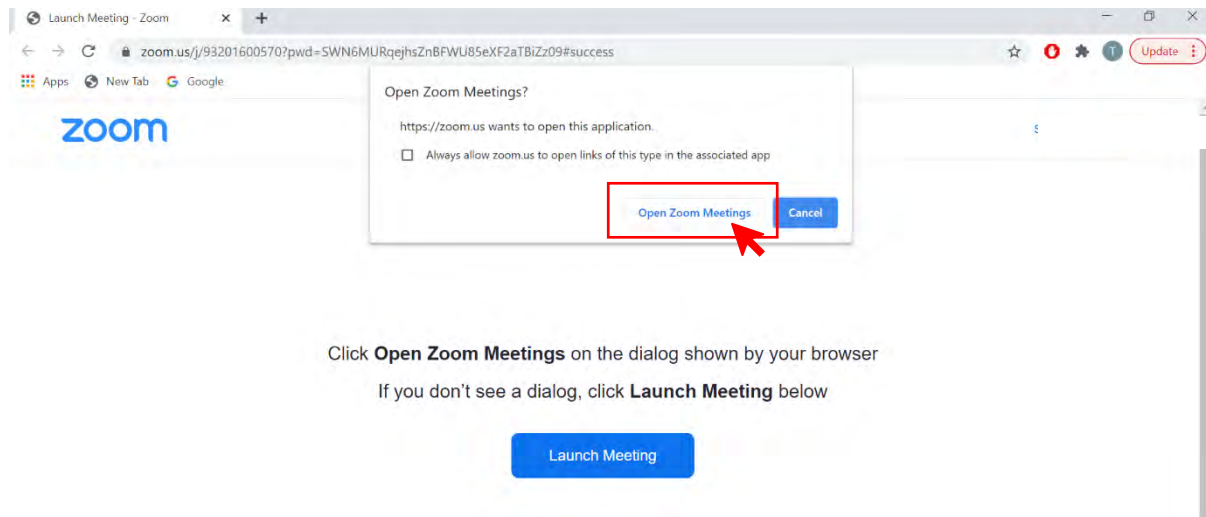 Launch Meeting - Zoom
zoom.us/j/93201600570?pwd=SWN6MURqejhsZnBFWU85eXF2aTBiZz09#success
T
Update
Apps
New Tab
G Google
Open Zoom Meetings?
https://zoom.us wants to open this application.
Always allow zoom.us to open links of this type in the associated app
Open Zoom Meetings
Cancel
zoom
Click Open Zoom Meetings on the dialog shown by your browser
If you don’t see a dialog, click Launch Meeting below
Launch Meeting